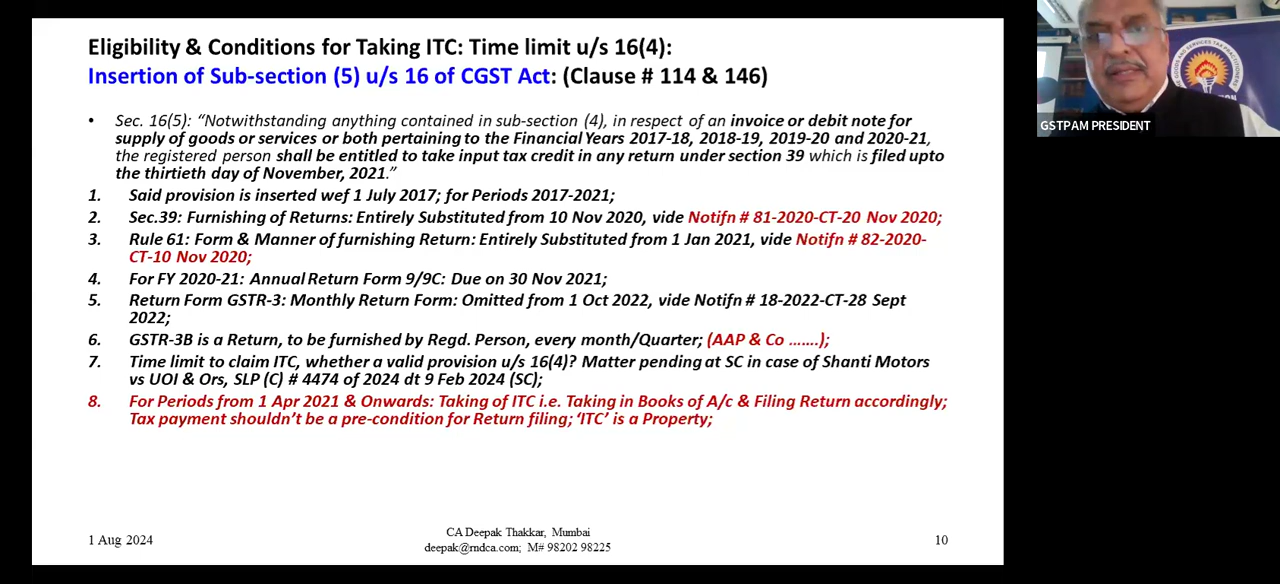 Eligibility & Conditions for Taking ITC: Time limit u/s 16(4):
Insertion of Sub-section (5) u/s 16 of CGST Act: (Clause # 114 & 146)
• Sec. 16(5): “Notwithstanding anything contained in sub-section (4), in respect of an invoice or debit note for
supply of goods or services or both pertaining to the Financial Years 2017-18, 2018-19, 2019-20 and 2020-21,
the registered person shall be entitled to take input tax credit in any return under section 39 which is filed upto
the thirtieth day of November, 2021.”
1. Said provision is inserted wef 1 July 2017; for Periods 2017-2021;
2. Sec.39: Furnishing of Returns: Entirely Substituted from 10 Nov 2020, vide Notifn # 81-2020-CT-20 Nov 2020;
3. Rule 61: Form & Manner of furnishing Return: Entirely Substituted from 1 Jan 2021, vide Notifn # 82-2020-
CT-10 Nov 2020;
4. For FY 2020-21: Annual Return Form 9/9C: Due on 30 Nov 2021;
5. Return Form GSTR-3: Monthly Return Form: Omitted from 1 Oct 2022, vide Notifn # 18-2022-CT-28 Sept
2022;
6. GSTR-3B is a Return, to be furnished by Regd. Person, every month/Quarter; (AAP & Co …….);
7. Time limit to claim ITC, whether a valid provision u/s 16(4)? Matter pending at SC in case of Shanti Motors
vs UOI & Ors, SLP (C) # 4474 of 2024 dt 9 Feb 2024 (SC);
8. For Periods from 1 Apr 2021 & Onwards: Taking of ITC i.e. Taking in Books of A/c & Filing Return accordingly;
Tax payment shouldn’t be a pre-condition for Return filing; ‘ITC’ is a Property;
1 Aug 2024
CA Deepak Thakkar, Mumbai
deepak@rndca.com; M# 98202 98225
10
GSTPAM PRESIDENT